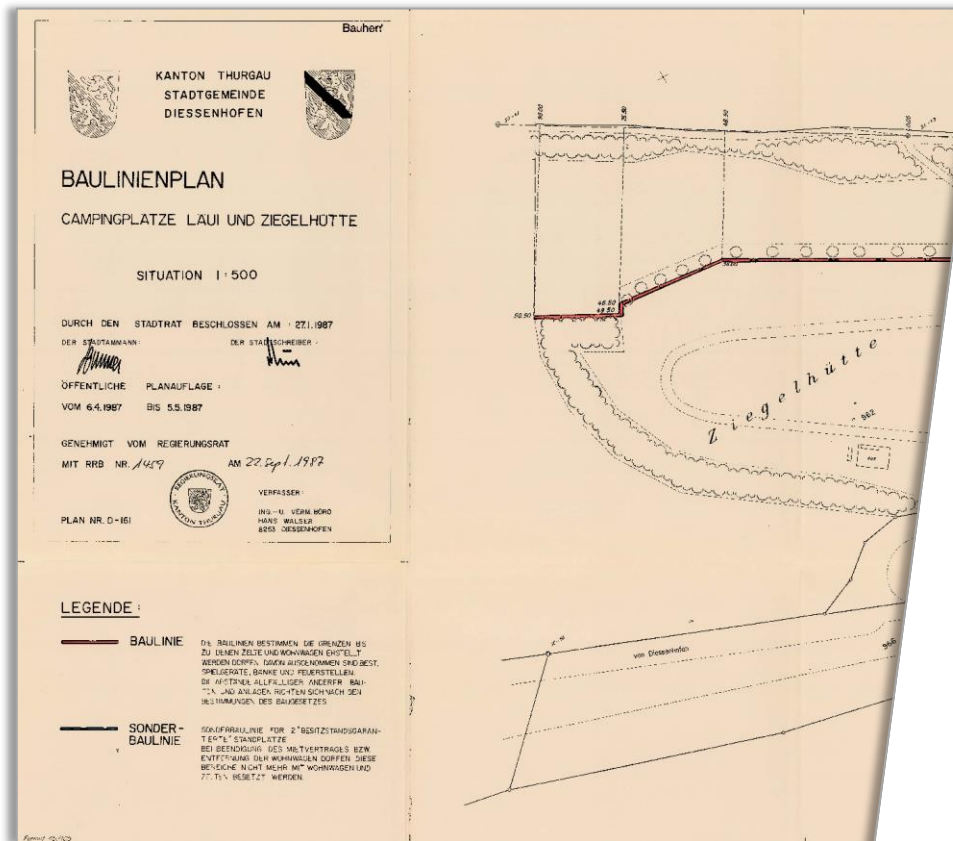 Bauherr
KANTON THURGAU
STADTGEMEINDE
DIESSENHOFEN
BAULINIENPLAN
CAMPINGPLÄTZE LÄUI UND ZIEGELHÜTTE
SITUATION 1:500
DURCH DEN STADTRAT BESCHLOSSEN AM : 27.1.1987
DER STADTAMMANN: DER STADTSCHREIBER :
ÖFFENTLICHE PLANAUFLAGE :
VOM 6.4.1987 BIS 5.5.1987
GENEHMIGT VOM REGIERUNGSRAT
MIT RRB NR. 1459 AM 22. Sept. 1987
REGIERUNGSRAT
KANTON THURGAU
VERFASSER:
ING.-U. VERM. BÜRO
HANS WALSER
8253 DIESSENHOFEN
PLAN NR. D-161
LEGENDE :
BAULINIE
DIE BAULINIEN BESTIMMEN DIE GRENZEN BIS
ZU DENEN ZELTE UND WOHNWAGEN ERSTELLT
WERDEN DÜRFEN. DAVON AUSGENOMMEN SIND BEST.
SPIELGERÄTE, BÄNKE UND FEUERSTELLEN.
DIE ABSTÄNDE ALLFÄLLIGER ANDERER BAU-
TEN UND ANLAGEN RICHTEN SICH NACH DEN
BESTIMMUNGEN DES BAUGESETZES
SONDER-
BAULINIE
SONDERBAULINIE FÜR 2 "BESITZSTANDSGARAN-
TIERTE" STANDPLÄTZE
BEI BEENDIGUNG DES MIETVERTRAGES BZW.
ENTFERNUNG DER WOHNWAGEN DÜRFEN DIESE
BEREICHE NICHT MEHR MIT WOHNWAGEN UND
ZELTEN BESETZT WERDEN.
50.50
46.50
49.50
Ziegelhütte
962
von Diessenhofen
966